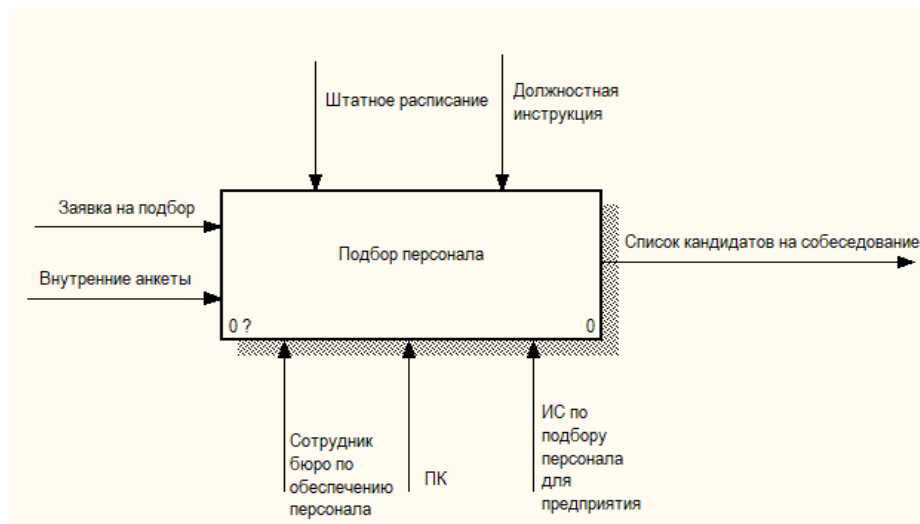 Штатное расписание
Должностная
инструкция
Заявка на подбор
Внутренние анкеты
Подбор персонала
0 ?
0
Список кандидатов на собеседование
Сотрудник
бюро по
обеспечению
персонала
ПК
ИС по
подбору
персонала
для
предприятия